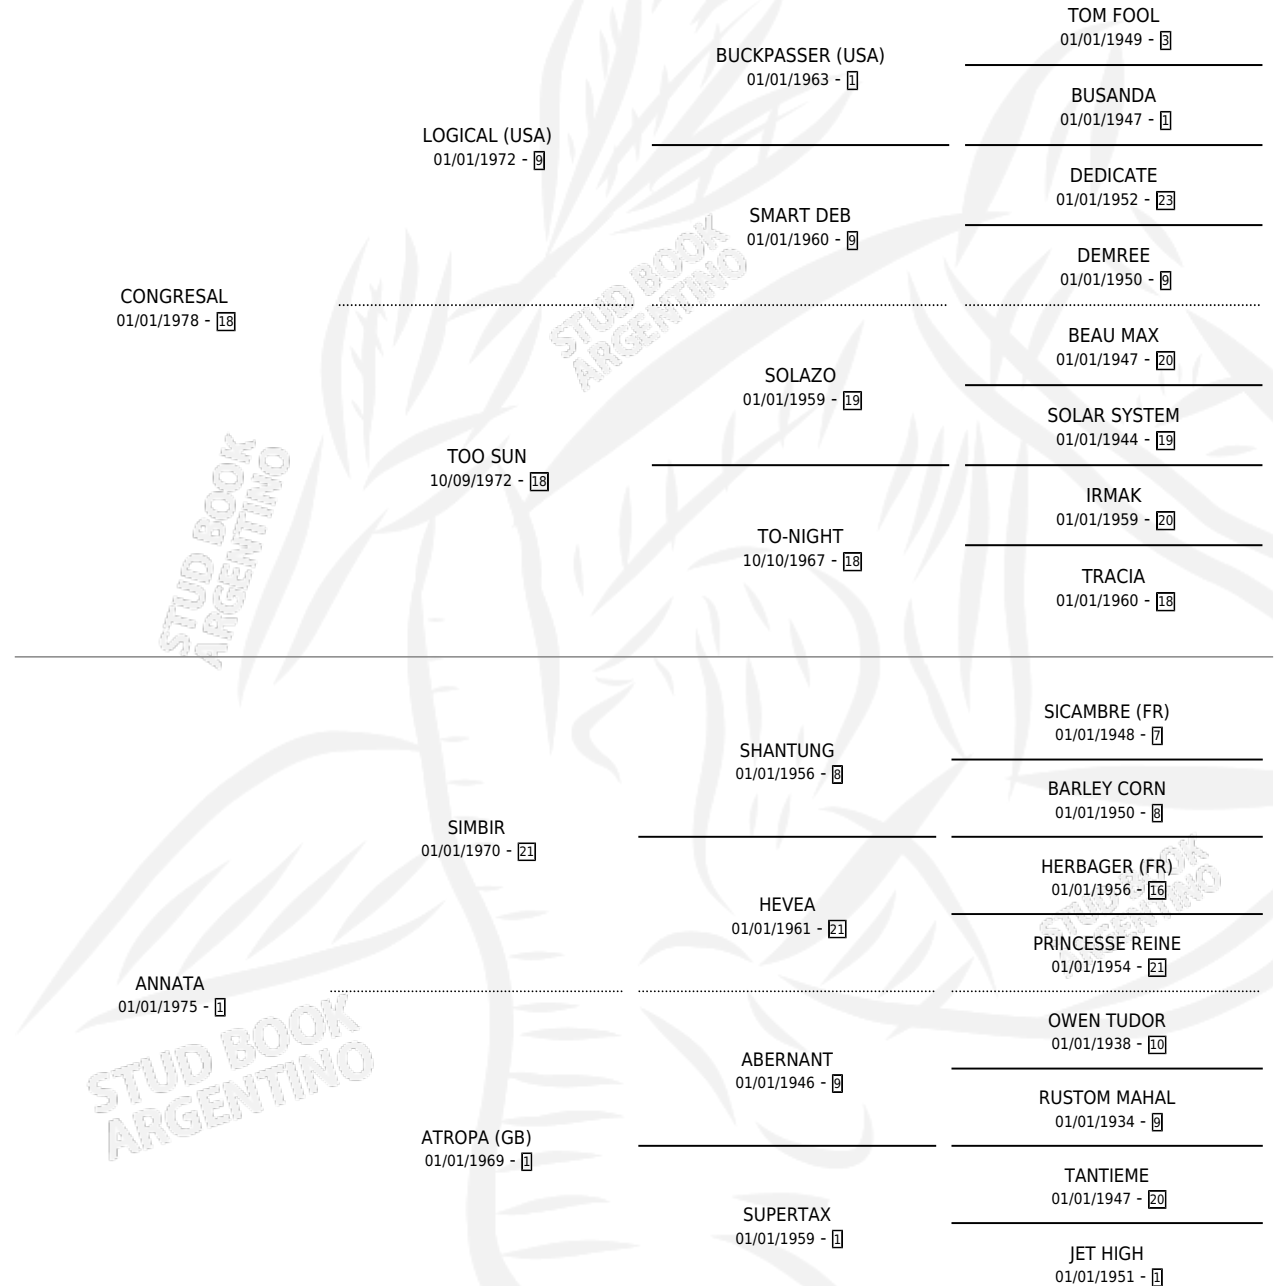 TOM FOOL
01/01/1949 - 3
BUCKPASSER (USA)
01/01/1963 - 1
BUSANDA
01/01/1947 - 1
LOGICAL (USA)
01/01/1972 - 9
DEDICATE
01/01/1952 - 23
SMART DEB
01/01/1960 - 9
DEMREE
01/01/1950 - 9
CONGRESAL
01/01/1978 - 18
BEAU MAX
01/01/1947 - 20
SOLAZO
01/01/1959 - 19
SOLAR SYSTEM
01/01/1944 - 19
TOO SUN
10/09/1972 - 18
IRMAK
01/01/1959 - 20
TO-NIGHT
10/10/1967 - 18
TRACIA
01/01/1960 - 18
SICAMBRE (FR)
01/01/1948 - 7
SHANTUNG
01/01/1956 - 8
BARLEY CORN
01/01/1950 - 8
SIMBIR
01/01/1970 - 21
HERBAGER (FR)
01/01/1956 - 16
HEVEA
01/01/1961 - 21
PRINCESSE REINE
01/01/1954 - 21
ANNATA
01/01/1975 - 1
OWEN TUDOR
01/01/1938 - 10
ABERNANT
01/01/1946 - 9
RUSTOM MAHAL
01/01/1934 - 9
ATROPA (GB)
01/01/1969 - 1
TANTIEME
01/01/1947 - 20
SUPERTAX
01/01/1959 - 1
JET HIGH
01/01/1951 - 1
STUD BOOK
ARGENTINO
STUD BOOK
ARGENTINO
STUD BOOK
ARGENTINO
STUD BOOK
ARGENTINO